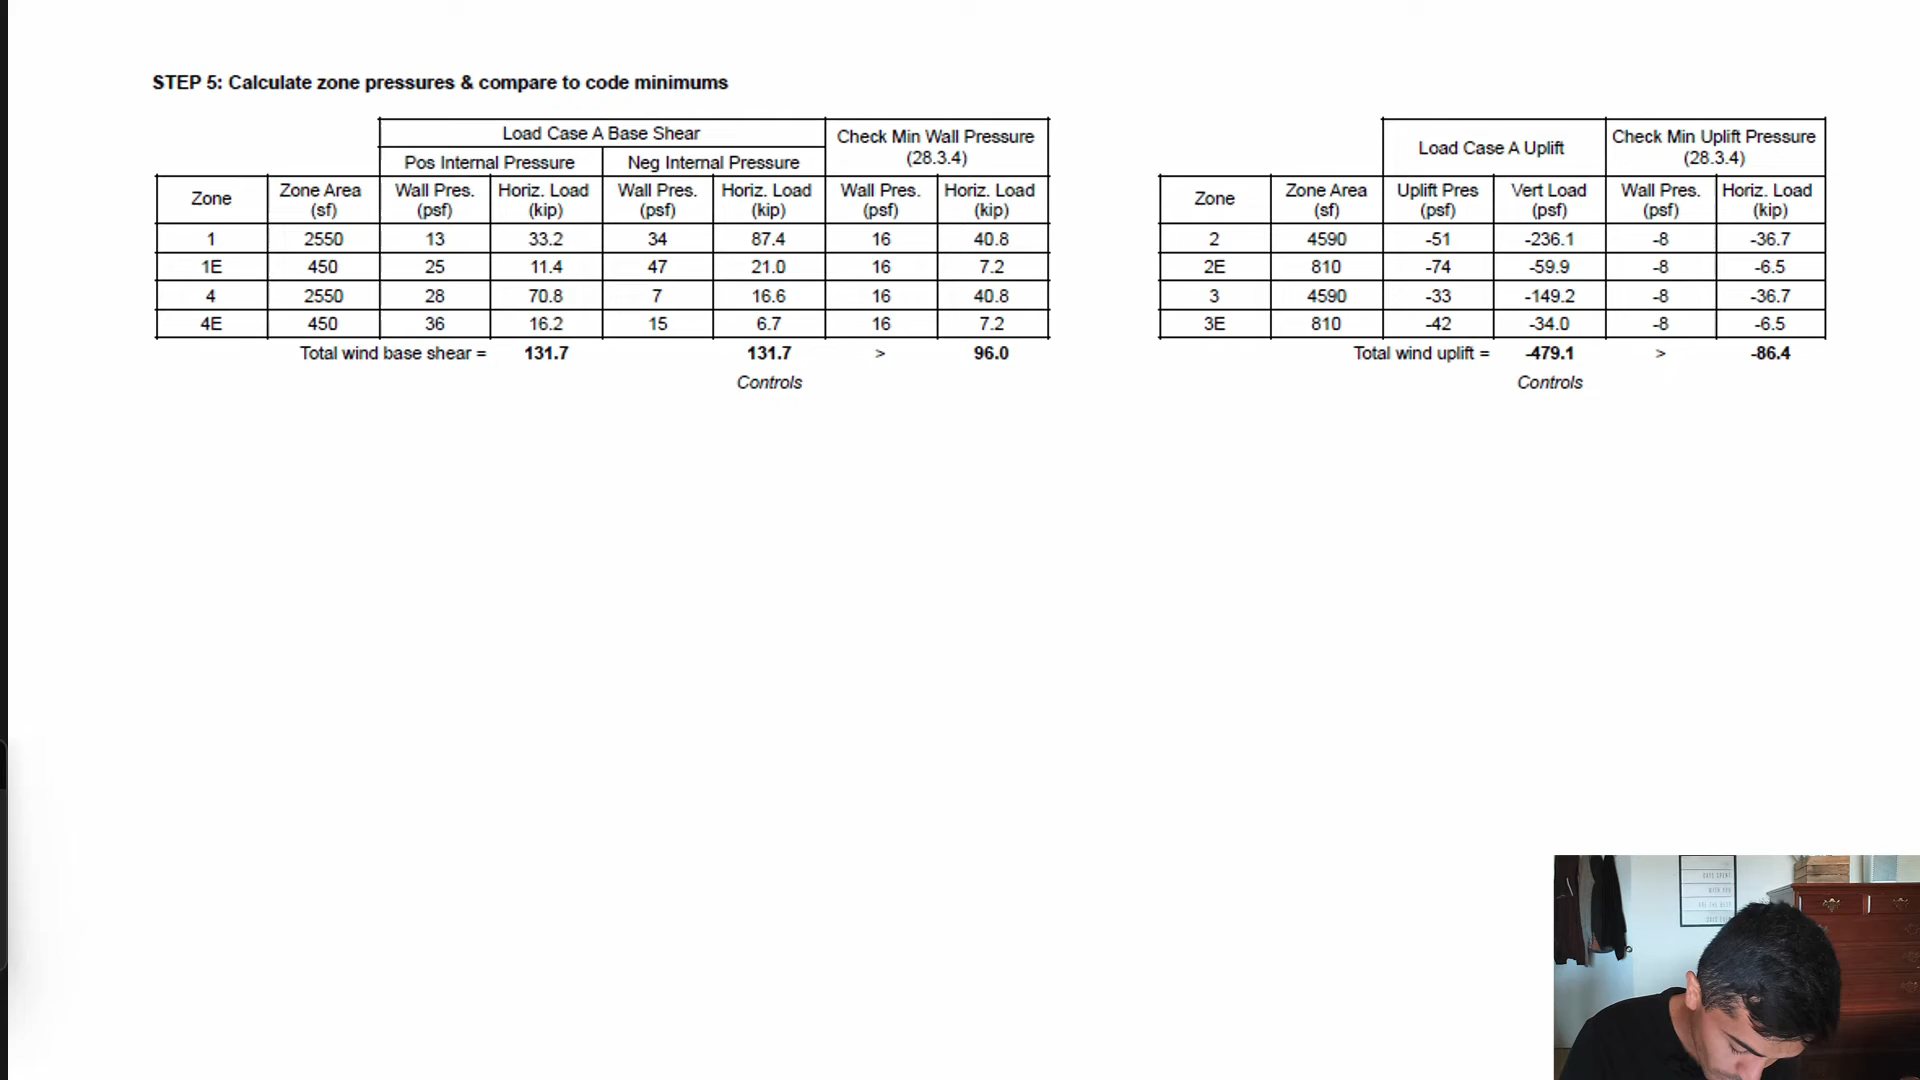 STEP 5: Calculate zone pressures & compare to code minimums
Load Case A Base Shear
Check Min Wall Pressure
(28.3.4)
Pos Internal Pressure Neg Internal Pressure
Zone Zone Area (sf) Wall Pres. (psf) Horiz. Load (kip) Wall Pres. (psf) Horiz. Load (kip) Wall Pres. (psf) Horiz. Load (kip)
1 2550 13 33.2 34 87.4 16 40.8
1E 450 25 11.4 47 21.0 16 7.2
4 2550 28 70.8 7 16.6 16 40.8
4E 450 36 16.2 15 6.7 16 7.2
Total wind base shear = 131.7 131.7 > 96.0
Controls
Load Case A Uplift
Check Min Uplift Pressure
(28.3.4)
Zone Zone Area (sf) Uplift Pres (psf) Vert Load (psf) Wall Pres. (psf) Horiz. Load (kip)
2 4590 -51 -236.1 -8 -36.7
2E 810 -74 -59.9 -8 -6.5
3 4590 -33 -149.2 -8 -36.7
3E 810 -42 -34.0 -8 -6.5
Total wind uplift = -479.1 > -86.4
Controls
DAYS SPENT
WITH YOU
ARE THE BEST